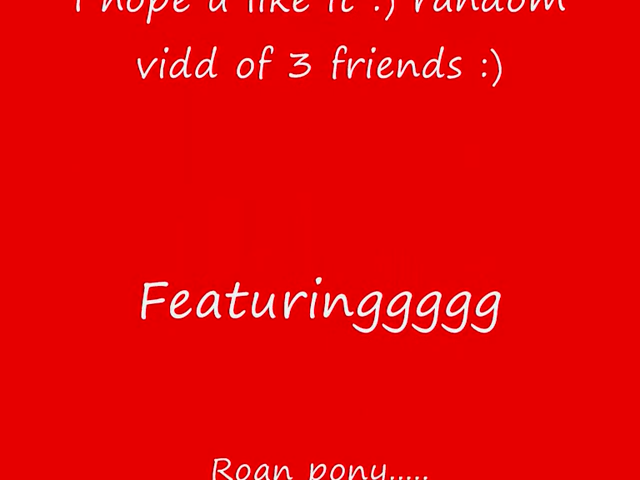 I hope u like it :) random
vidd of 3 friends :)
Featuringgggg
Roan pony.....